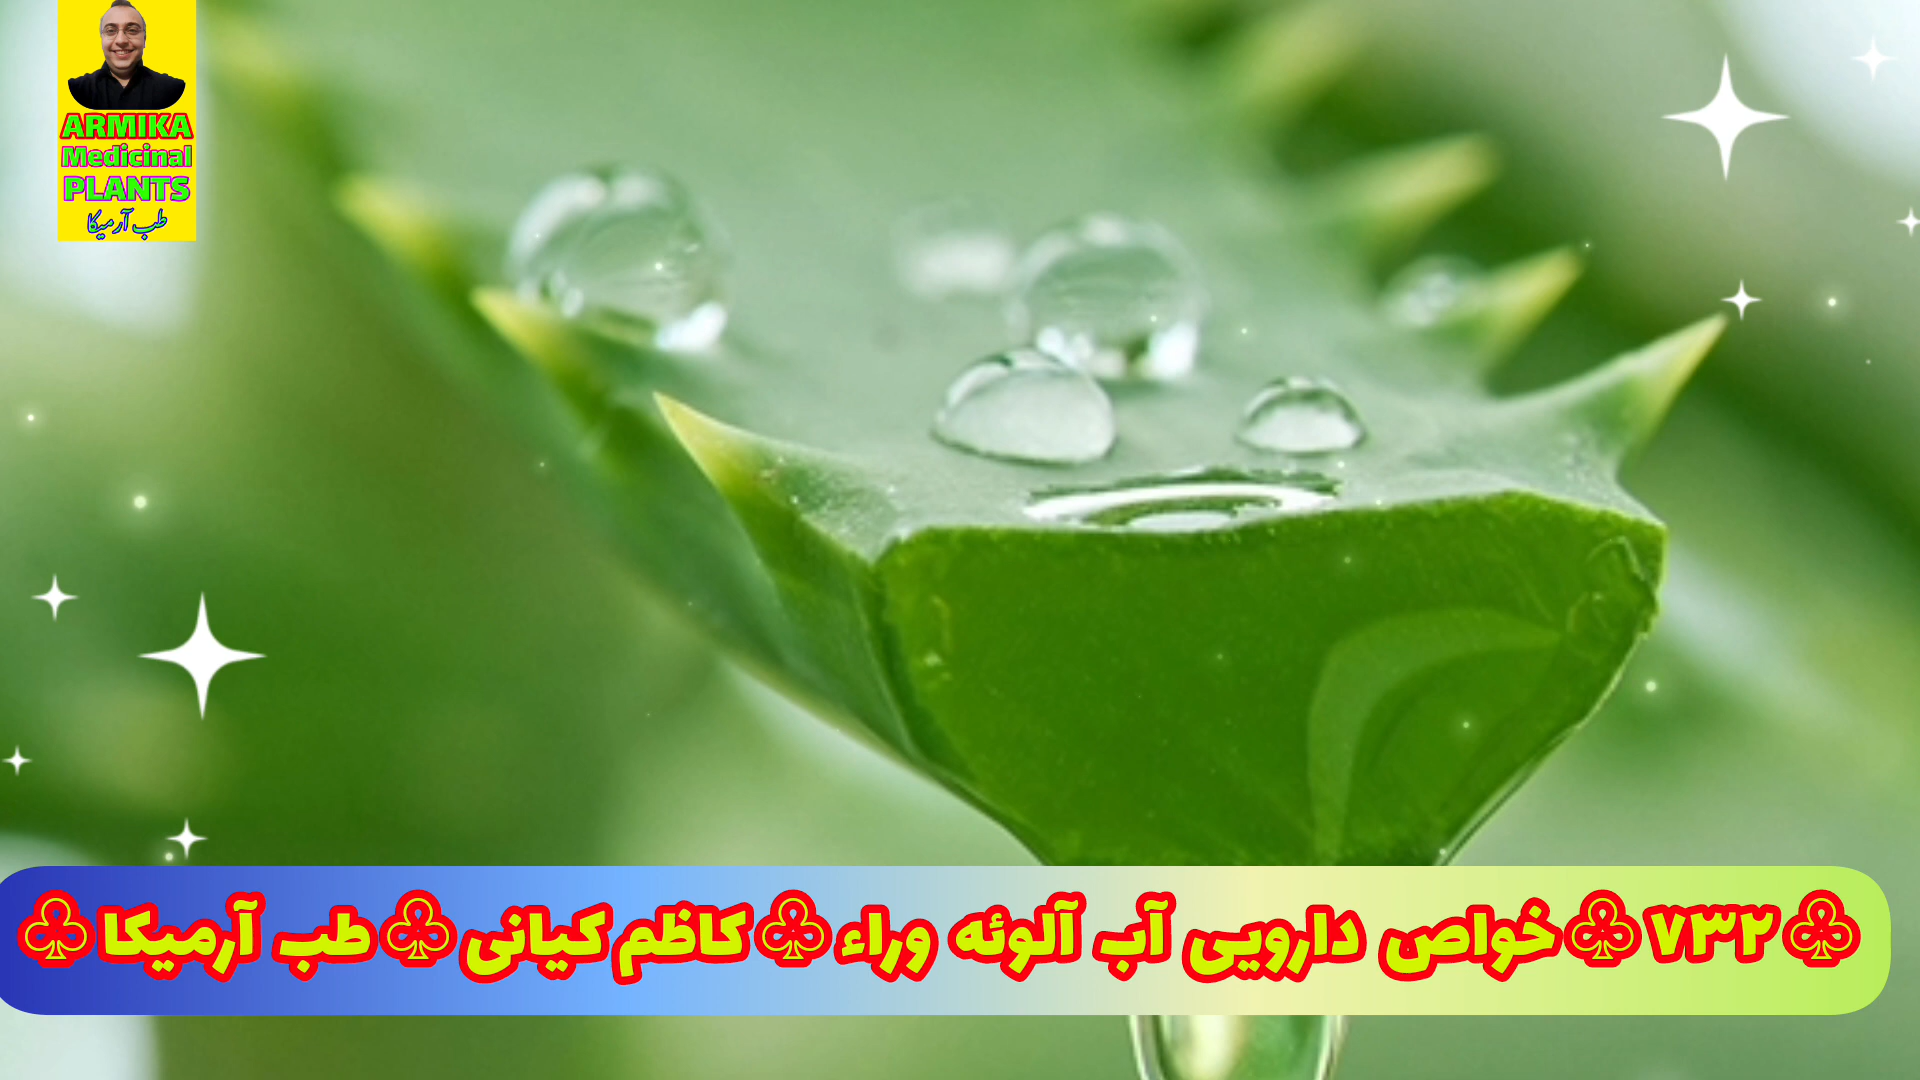 ARMIKA
Medicinal
PLANTS
طب آرمیکا
♧۷۳۲♧خواص دارویی آب آلوئه وراء♧کاظم کیانی♧طب آرمیکا♧